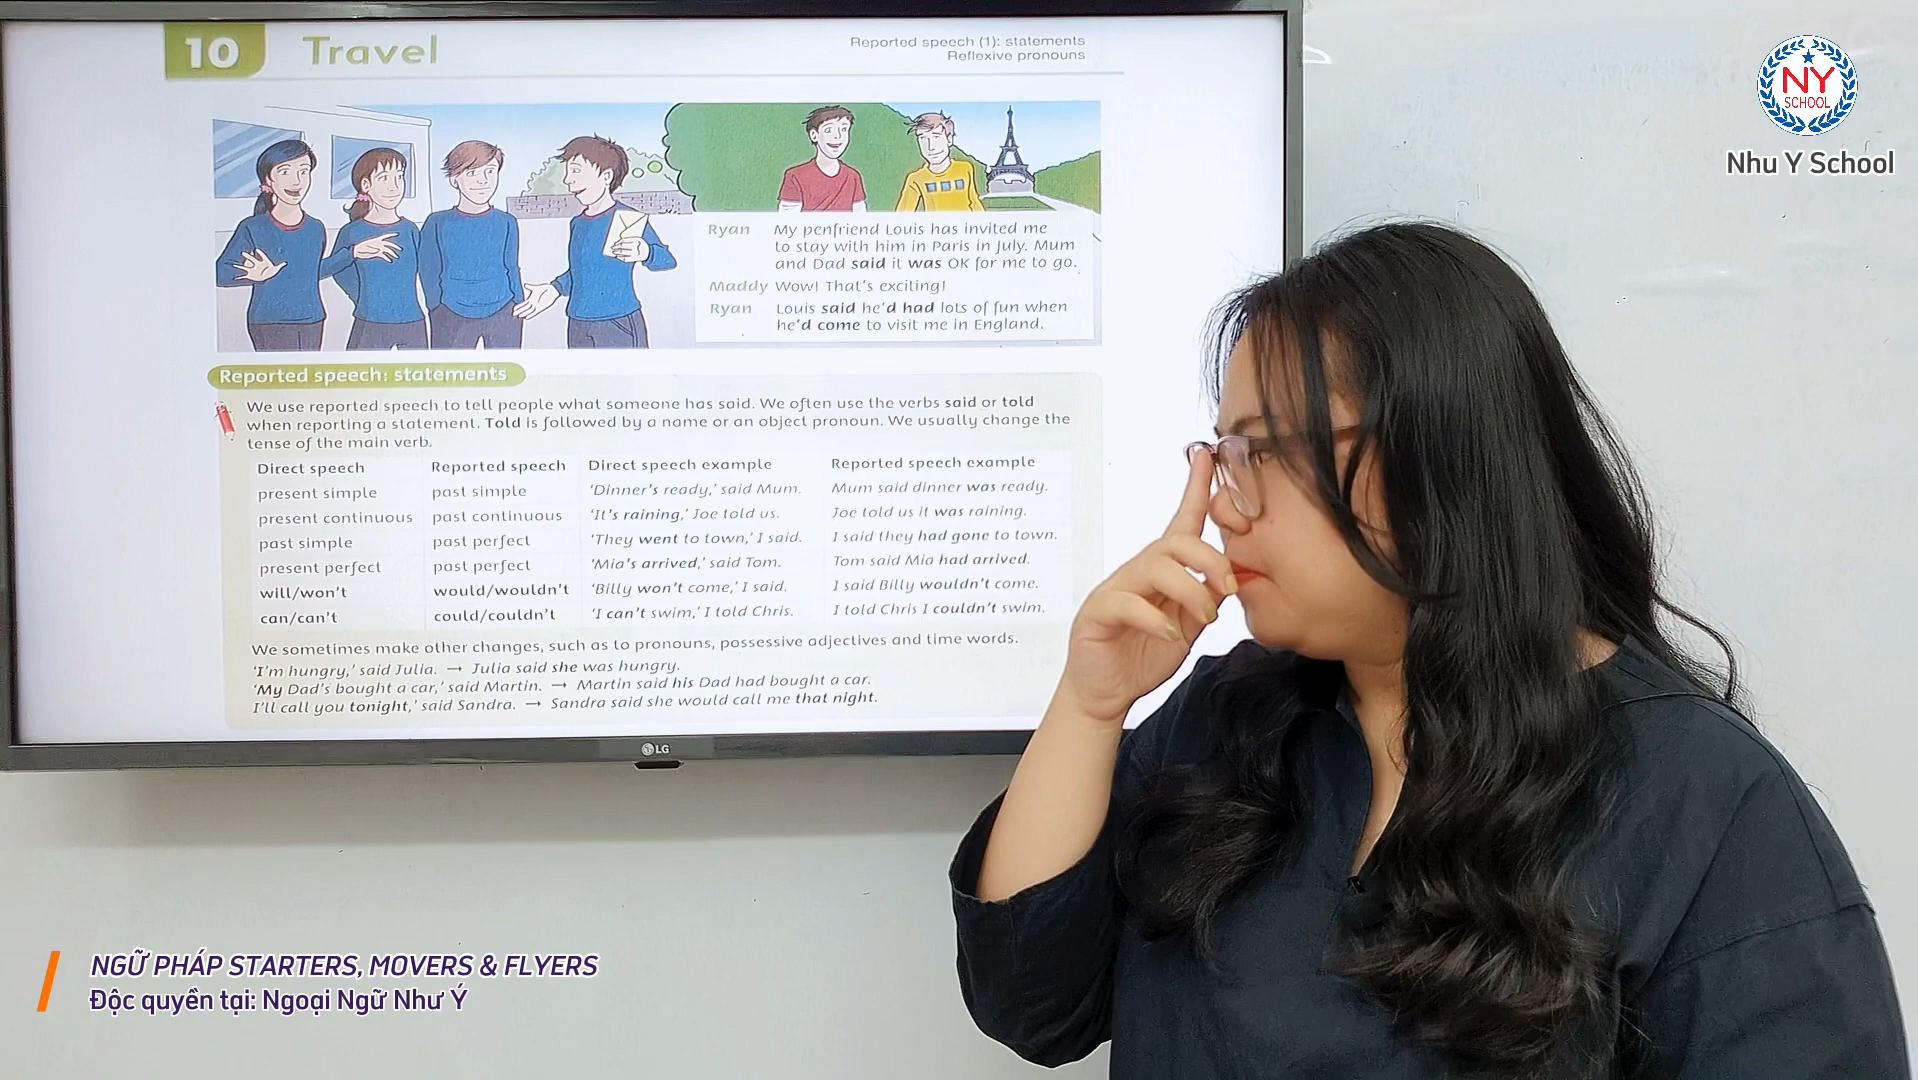 10 Travel
Reported speech (1): statements
Reflexive pronouns
NY
SCHOOL
Nhu Y School
Ryan My penfriend Louis has invited me
to stay with him in Paris in July. Mum
and Dad said it was OK for me to go.
Maddy Wow! That's exciting!
Ryan Louis said he'd had lots of fun when
he'd come to visit me in England.
Reported speech: statements
We use reported speech to tell people what someone has said. We often use the verbs said or told
when reporting a statement. Told is followed by a name or an object pronoun. We usually change the
tense of the main verb.
Direct speech Reported speech Direct speech example Reported speech example
present simple past simple 'Dinner's ready,' said Mum. Mum said dinner was ready.
present continuous past continuous 'It's raining,' Joe told us. Joe told us it was raining.
past simple past perfect 'They went to town,' I said. I said they had gone to town.
present perfect past perfect 'Mia's arrived,' said Tom. Tom said Mia had arrived.
will/won't would/wouldn't 'Billy won't come,' I said. I said Billy wouldn't come.
can/can't could/couldn't 'I can't swim,' I told Chris. I told Chris I couldn't swim.
We sometimes make other changes, such as to pronouns, possessive adjectives and time words.
'I'm hungry,' said Julia. → Julia said she was hungry.
'My Dad's bought a car,' said Martin. → Martin said his Dad had bought a car.
I'll call you tonight,' said Sandra. → Sandra said she would call me that night.
LG
NGỮ PHÁP STARTERS, MOVERS & FLYERS
Độc quyền tại: Ngoại Ngữ Như Ý